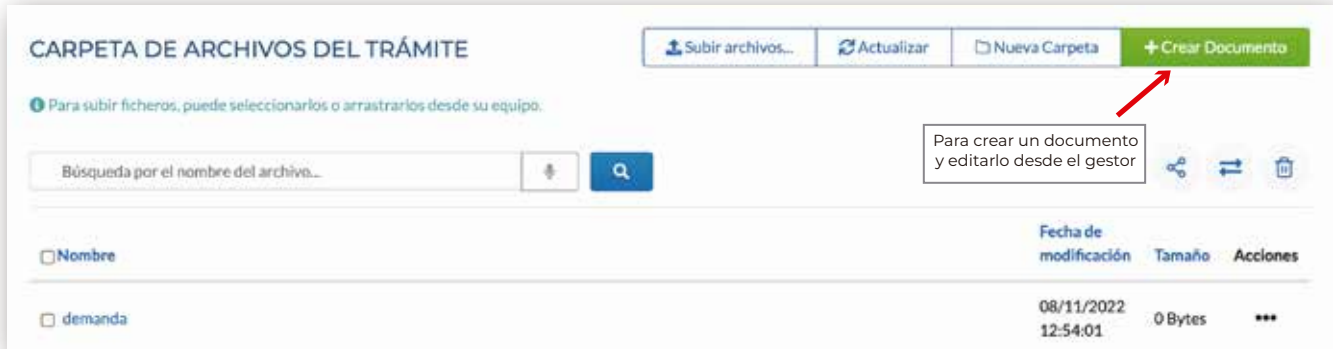 CARPETA DE ARCHIVOS DEL TRÁMITE
Subir archivos...
Actualizar
Nueva Carpeta
+ Crear Documento
Para subir ficheros, puede seleccionarlos o arrastrarlos desde su equipo.
Para crear un documento
y editarlo desde el gestor
Búsqueda por el nombre del archivo...
Nombre
Fecha de
modificación
Tamaño
Acciones
demanda
08/11/2022
12:54:01
0 Bytes
•••